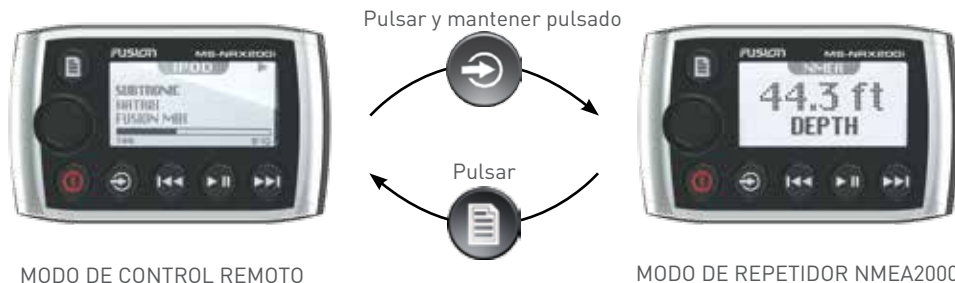 Pulsar y mantener pulsado
FUSION MS-NRX200i
IPOD
SUBTRONIC
HATIRI
FUSION MIX
FUSION MS-NRX200i
NMEA
44.3 ft
DEPTH
Pulsar
MODO DE CONTROL REMOTO
MODO DE REPETIDOR NMEA2000